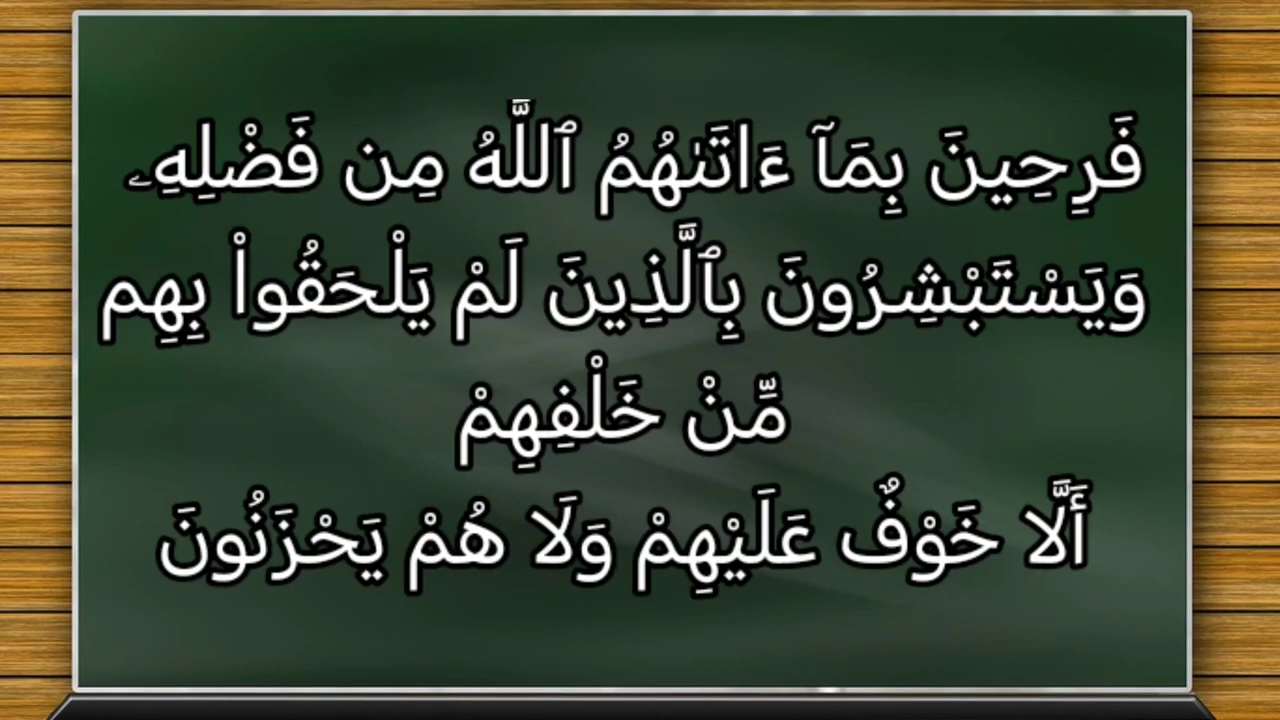 فَرِحِينَ بِمَآ ءَاتَىٰهُمُ ٱللَّهُ مِن فَضْلِهِۦ
وَيَسْتَبْشِرُونَ بِٱلَّذِينَ لَمْ يَلْحَقُوا۟ بِهِم
مِّنْ خَلْفِهِمْ
أَلَّا خَوْفٌ عَلَيْهِمْ وَلَا هُمْ يَحْزَنُونَ